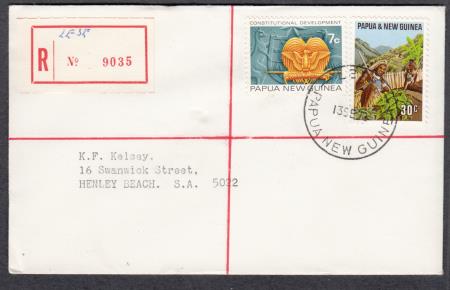 R
№ 9035
CONSTITUTIONAL DEVELOPMENT
7c
PAPUA NEW GUINEA
PAPUA & NEW GUINEA
30c
PAPUA NEW GUINEA
K.F. Kelsey.
16 Swanwick Street,
HENLEY BEACH. S.A. 5022